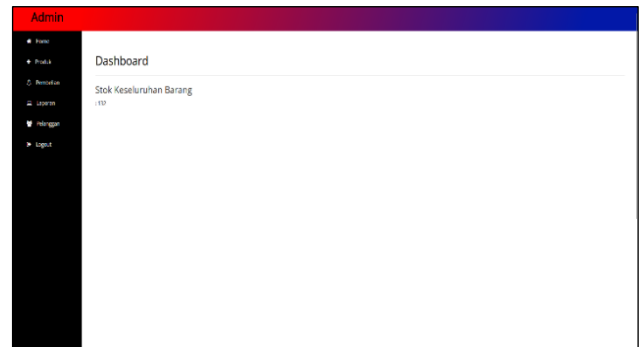 Admin
Home
Produk
Pembelian
Laporan
Pelanggan
Logout
Dashboard
Stok Keseluruhan Barang